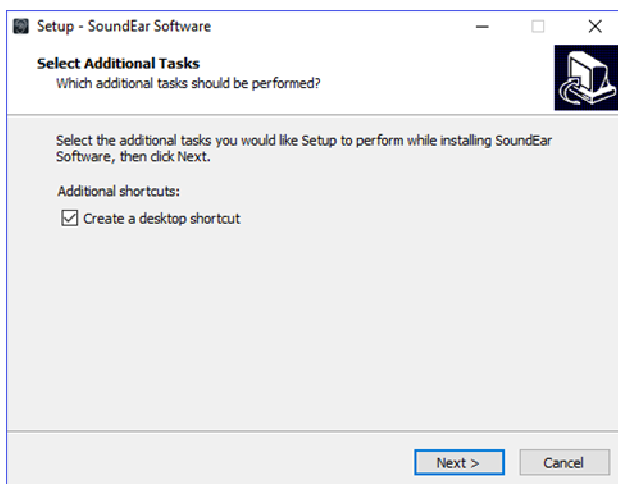 Setup - SoundEar Software
Select Additional Tasks
Which additional tasks should be performed?
Select the additional tasks you would like Setup to perform while installing SoundEar
Software, then click Next.
Additional shortcuts:
Create a desktop shortcut
Next >
Cancel